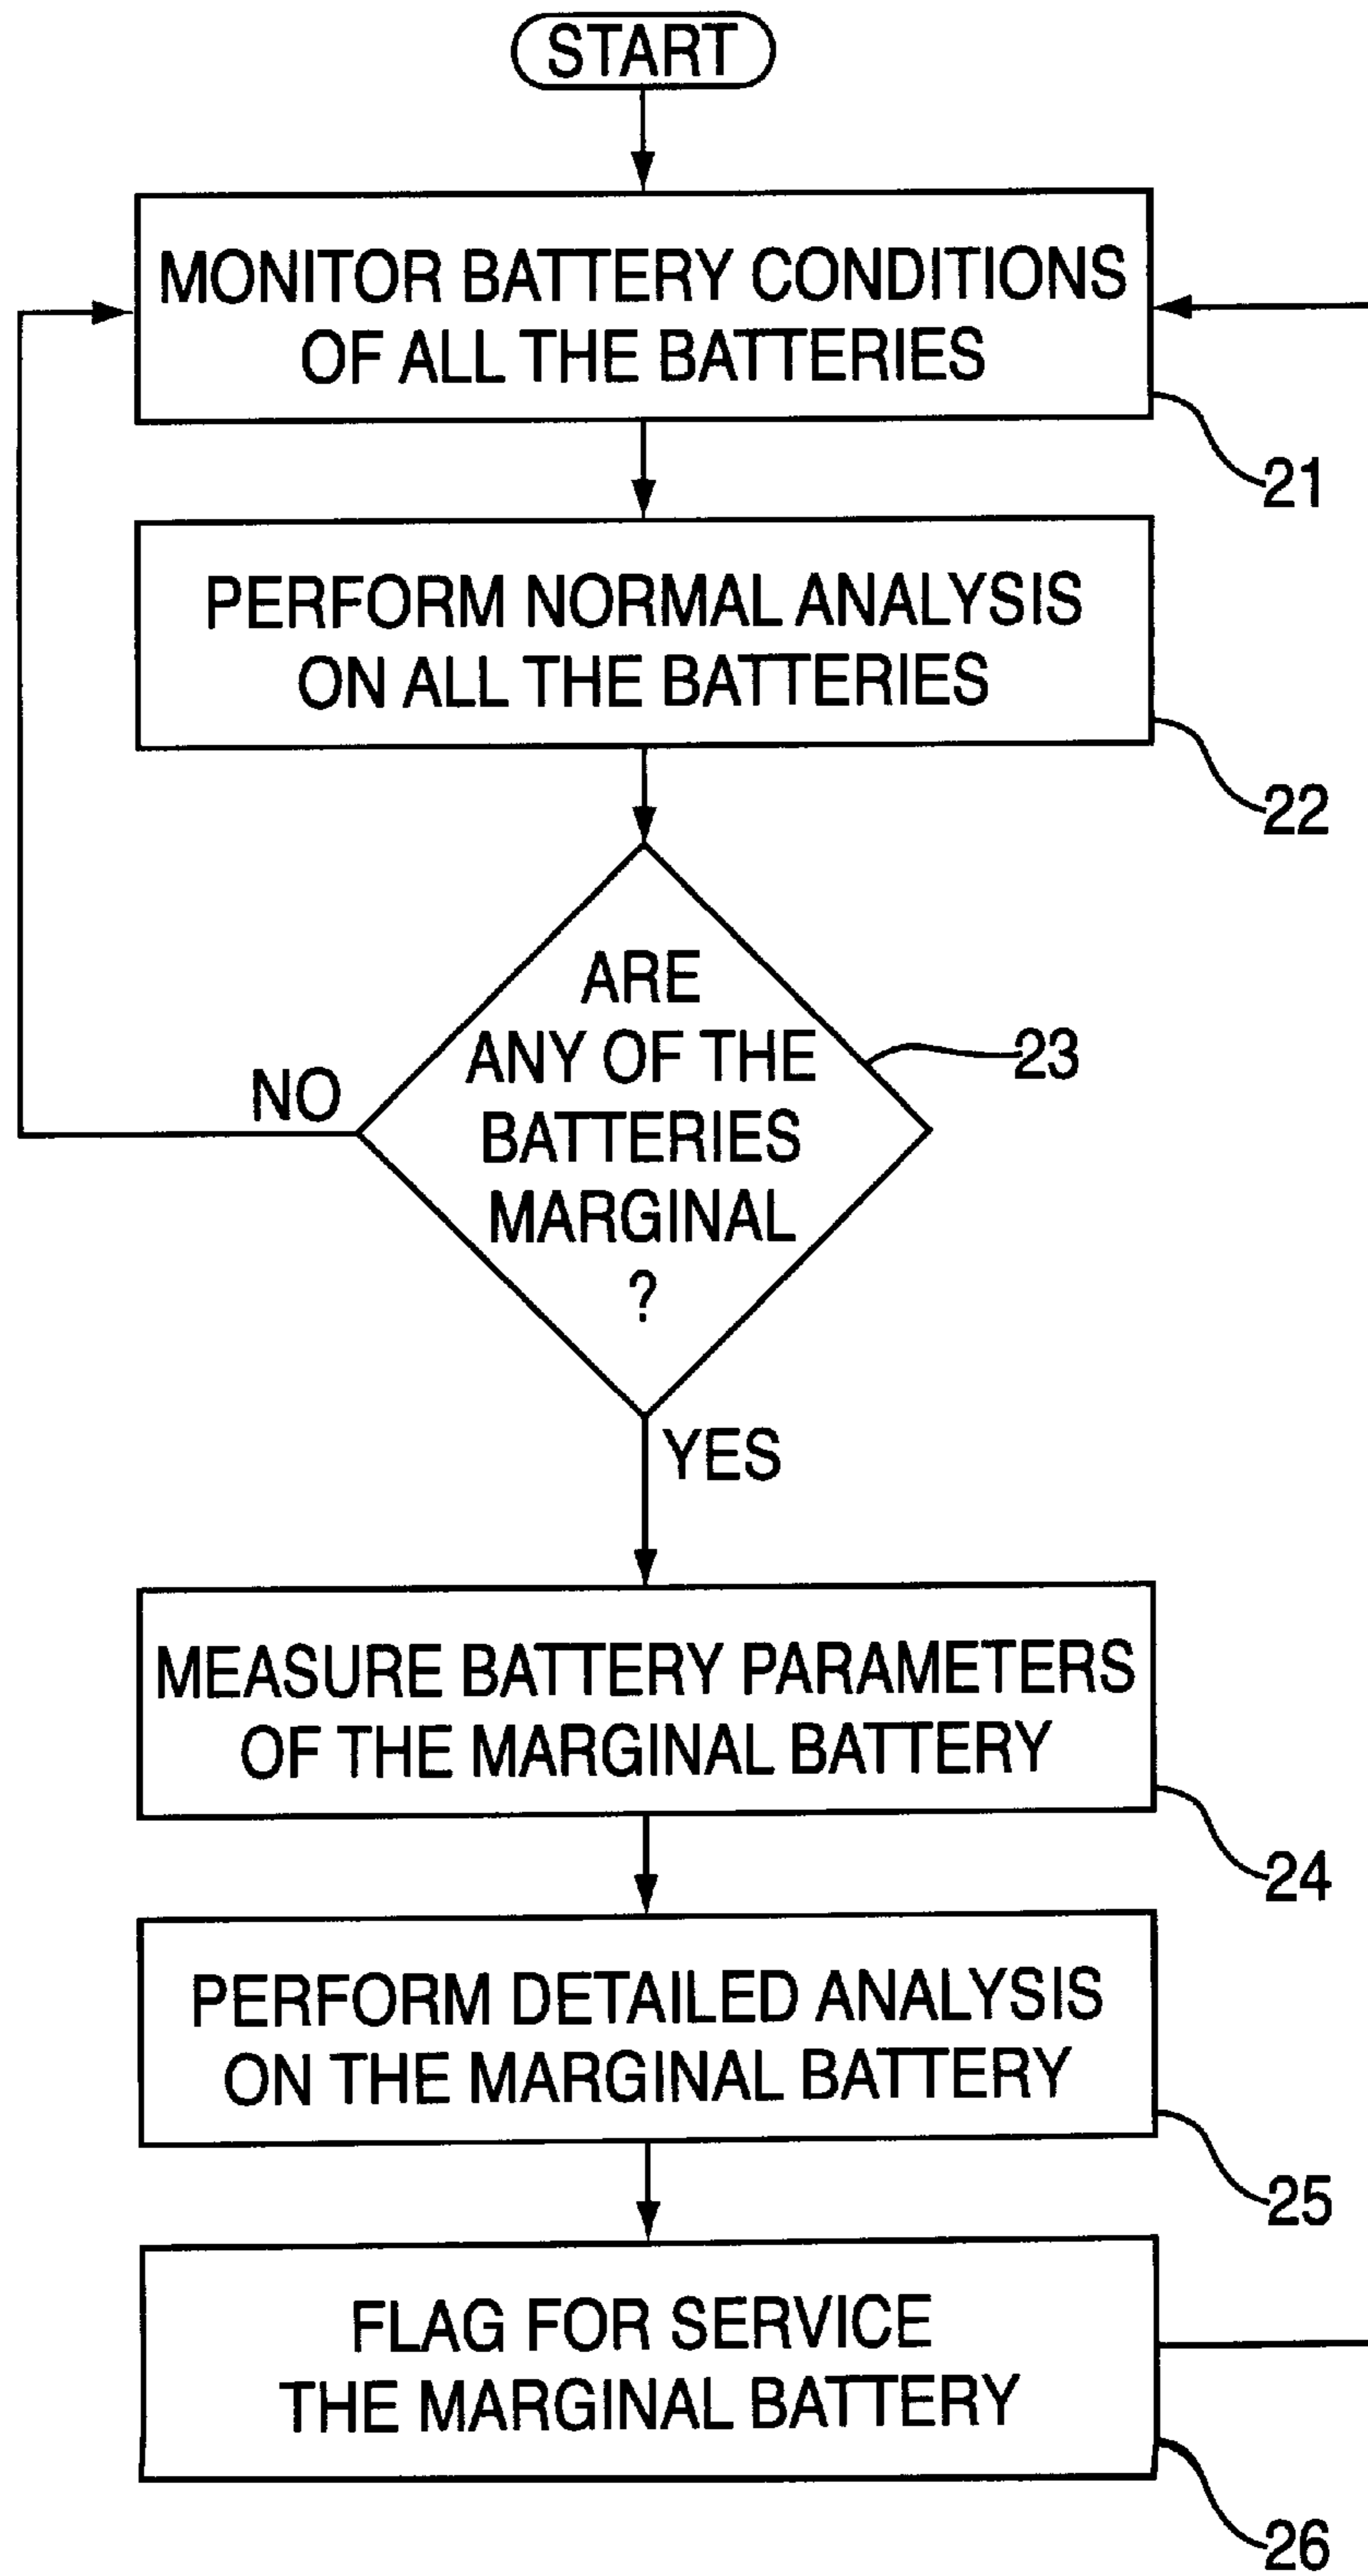 START
MONITOR BATTERY CONDITIONS
OF ALL THE BATTERIES
21
PERFORM NORMAL ANALYSIS
ON ALL THE BATTERIES
22
ARE
ANY OF THE
BATTERIES
MARGINAL
?
23
NO
YES
MEASURE BATTERY PARAMETERS
OF THE MARGINAL BATTERY
24
PERFORM DETAILED ANALYSIS
ON THE MARGINAL BATTERY
25
FLAG FOR SERVICE
THE MARGINAL BATTERY
26